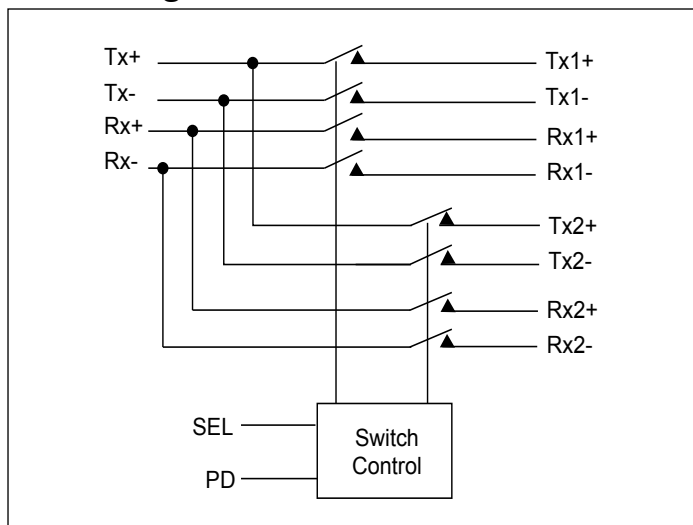 Tx+
Tx-
Rx+
Rx-
Tx1+
Tx1-
Rx1+
Rx1-
Tx2+
Tx2-
Rx2+
Rx2-
SEL
PD
Switch
Control